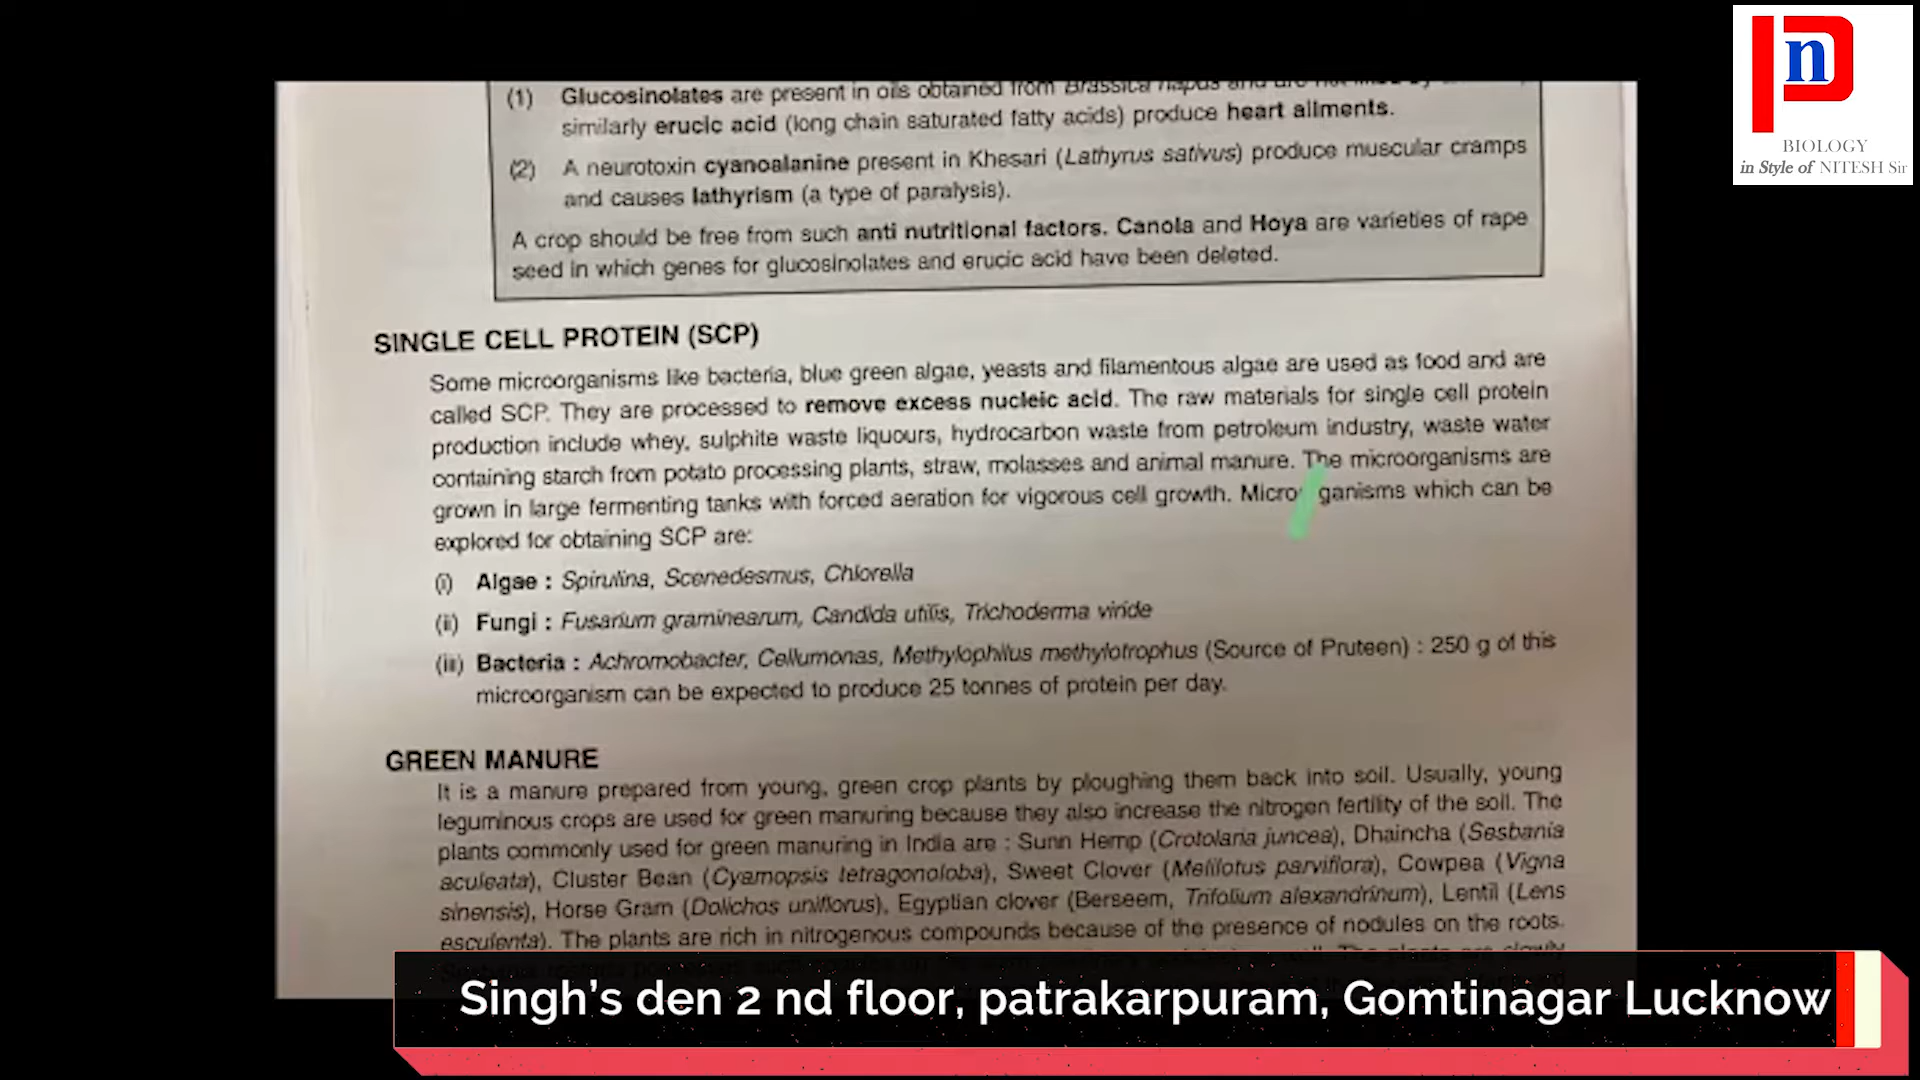 (1) Glucosinolates are present in oils obtained from Brassica napus and are not liked by
similarly erucic acid (long chain saturated fatty acids) produce heart ailments.
(2) A neurotoxin cyanoalanine present in Khesari (Lathyrus sativus) produce muscular cramps
and causes lathyrism (a type of paralysis).
A crop should be free from such anti nutritional factors. Canola and Hoya are varieties of rape
seed in which genes for glucosinolates and erucic acid have been deleted.
SINGLE CELL PROTEIN (SCP)
Some microorganisms like bacteria, blue green algae, yeasts and filamentous algae are used as food and are
called SCP. They are processed to remove excess nucleic acid. The raw materials for single cell protein
production include whey, sulphite waste liquours, hydrocarbon waste from petroleum industry, waste water
containing starch from potato processing plants, straw, molasses and animal manure. The microorganisms are
grown in large fermenting tanks with forced aeration for vigorous cell growth. Microorganisms which can be
explored for obtaining SCP are:
(i) Algae : Spirulina, Scenedesmus, Chlorella
(ii) Fungi : Fusarium graminearum, Candida utilis, Trichoderma viride
(iii) Bacteria : Achromobacter, Cellumonas, Methylophilus methylotrophus (Source of Pruteen) : 250 g of this
microorganism can be expected to produce 25 tonnes of protein per day.
GREEN MANURE
It is a manure prepared from young, green crop plants by ploughing them back into soil. Usually, young
leguminous crops are used for green manuring because they also increase the nitrogen fertility of the soil. The
plants commonly used for green manuring in India are : Sunn Hemp (Crotolaria juncea), Dhaincha (Sesbania
aculeata), Cluster Bean (Cyamopsis tetragonoloba), Sweet Clover (Melilotus parviflora), Cowpea (Vigna
sinensis), Horse Gram (Dolichos uniflorus), Egyptian clover (Berseem, Trifolium alexandrinum), Lentil (Lens
esculenta). The plants are rich in nitrogenous compounds because of the presence of nodules on the roots.
The plants are slowly
Singh's den 2 nd floor, patrakarpuram, Gomtinagar Lucknow
Pn
BIOLOGY
in Style of NITESH Sir